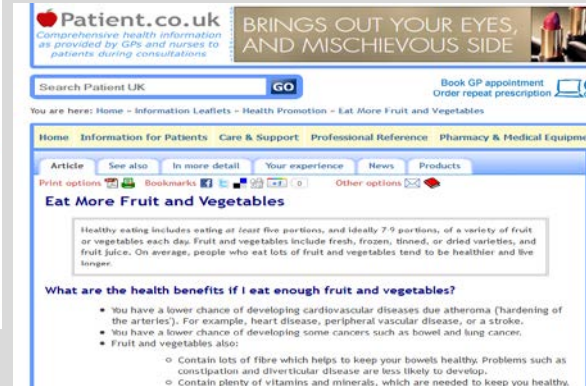 Patient.co.uk
Comprehensive health information
as provided by GPs and nurses to
patients during consultations
BRINGS OUT YOUR EYES,
AND MISCHIEVOUS SIDE
Search Patient UK
GO
Book GP appointment
Order repeat prescription
You are here: Home - Information Leaflets - Health Promotion - Eat More Fruit and Vegetables
Home Information for Patients Care & Support Professional Reference Pharmacy & Medical Equipme
Article See also In more detail Your experience News Products
Print options Bookmarks +1 0 Other options
Eat More Fruit and Vegetables
Healthy eating includes eating at least five portions, and ideally 7-9 portions, of a variety of fruit
or vegetables each day. Fruit and vegetables include fresh, frozen, tinned, or dried varieties, and
fruit juice. On average, people who eat lots of fruit and vegetables tend to be healthier and live
longer.
What are the health benefits if I eat enough fruit and vegetables?
• You have a lower chance of developing cardiovascular diseases due atheroma ('hardening of
the arteries'). For example, heart disease, peripheral vascular disease, or a stroke.
• You have a lower chance of developing some cancers such as bowel and lung cancer.
• Fruit and vegetables also:
o Contain lots of fibre which helps to keep your bowels healthy. Problems such as
constipation and diverticular disease are less likely to develop.
o Contain plenty of vitamins and minerals, which are needed to keep you healthy.